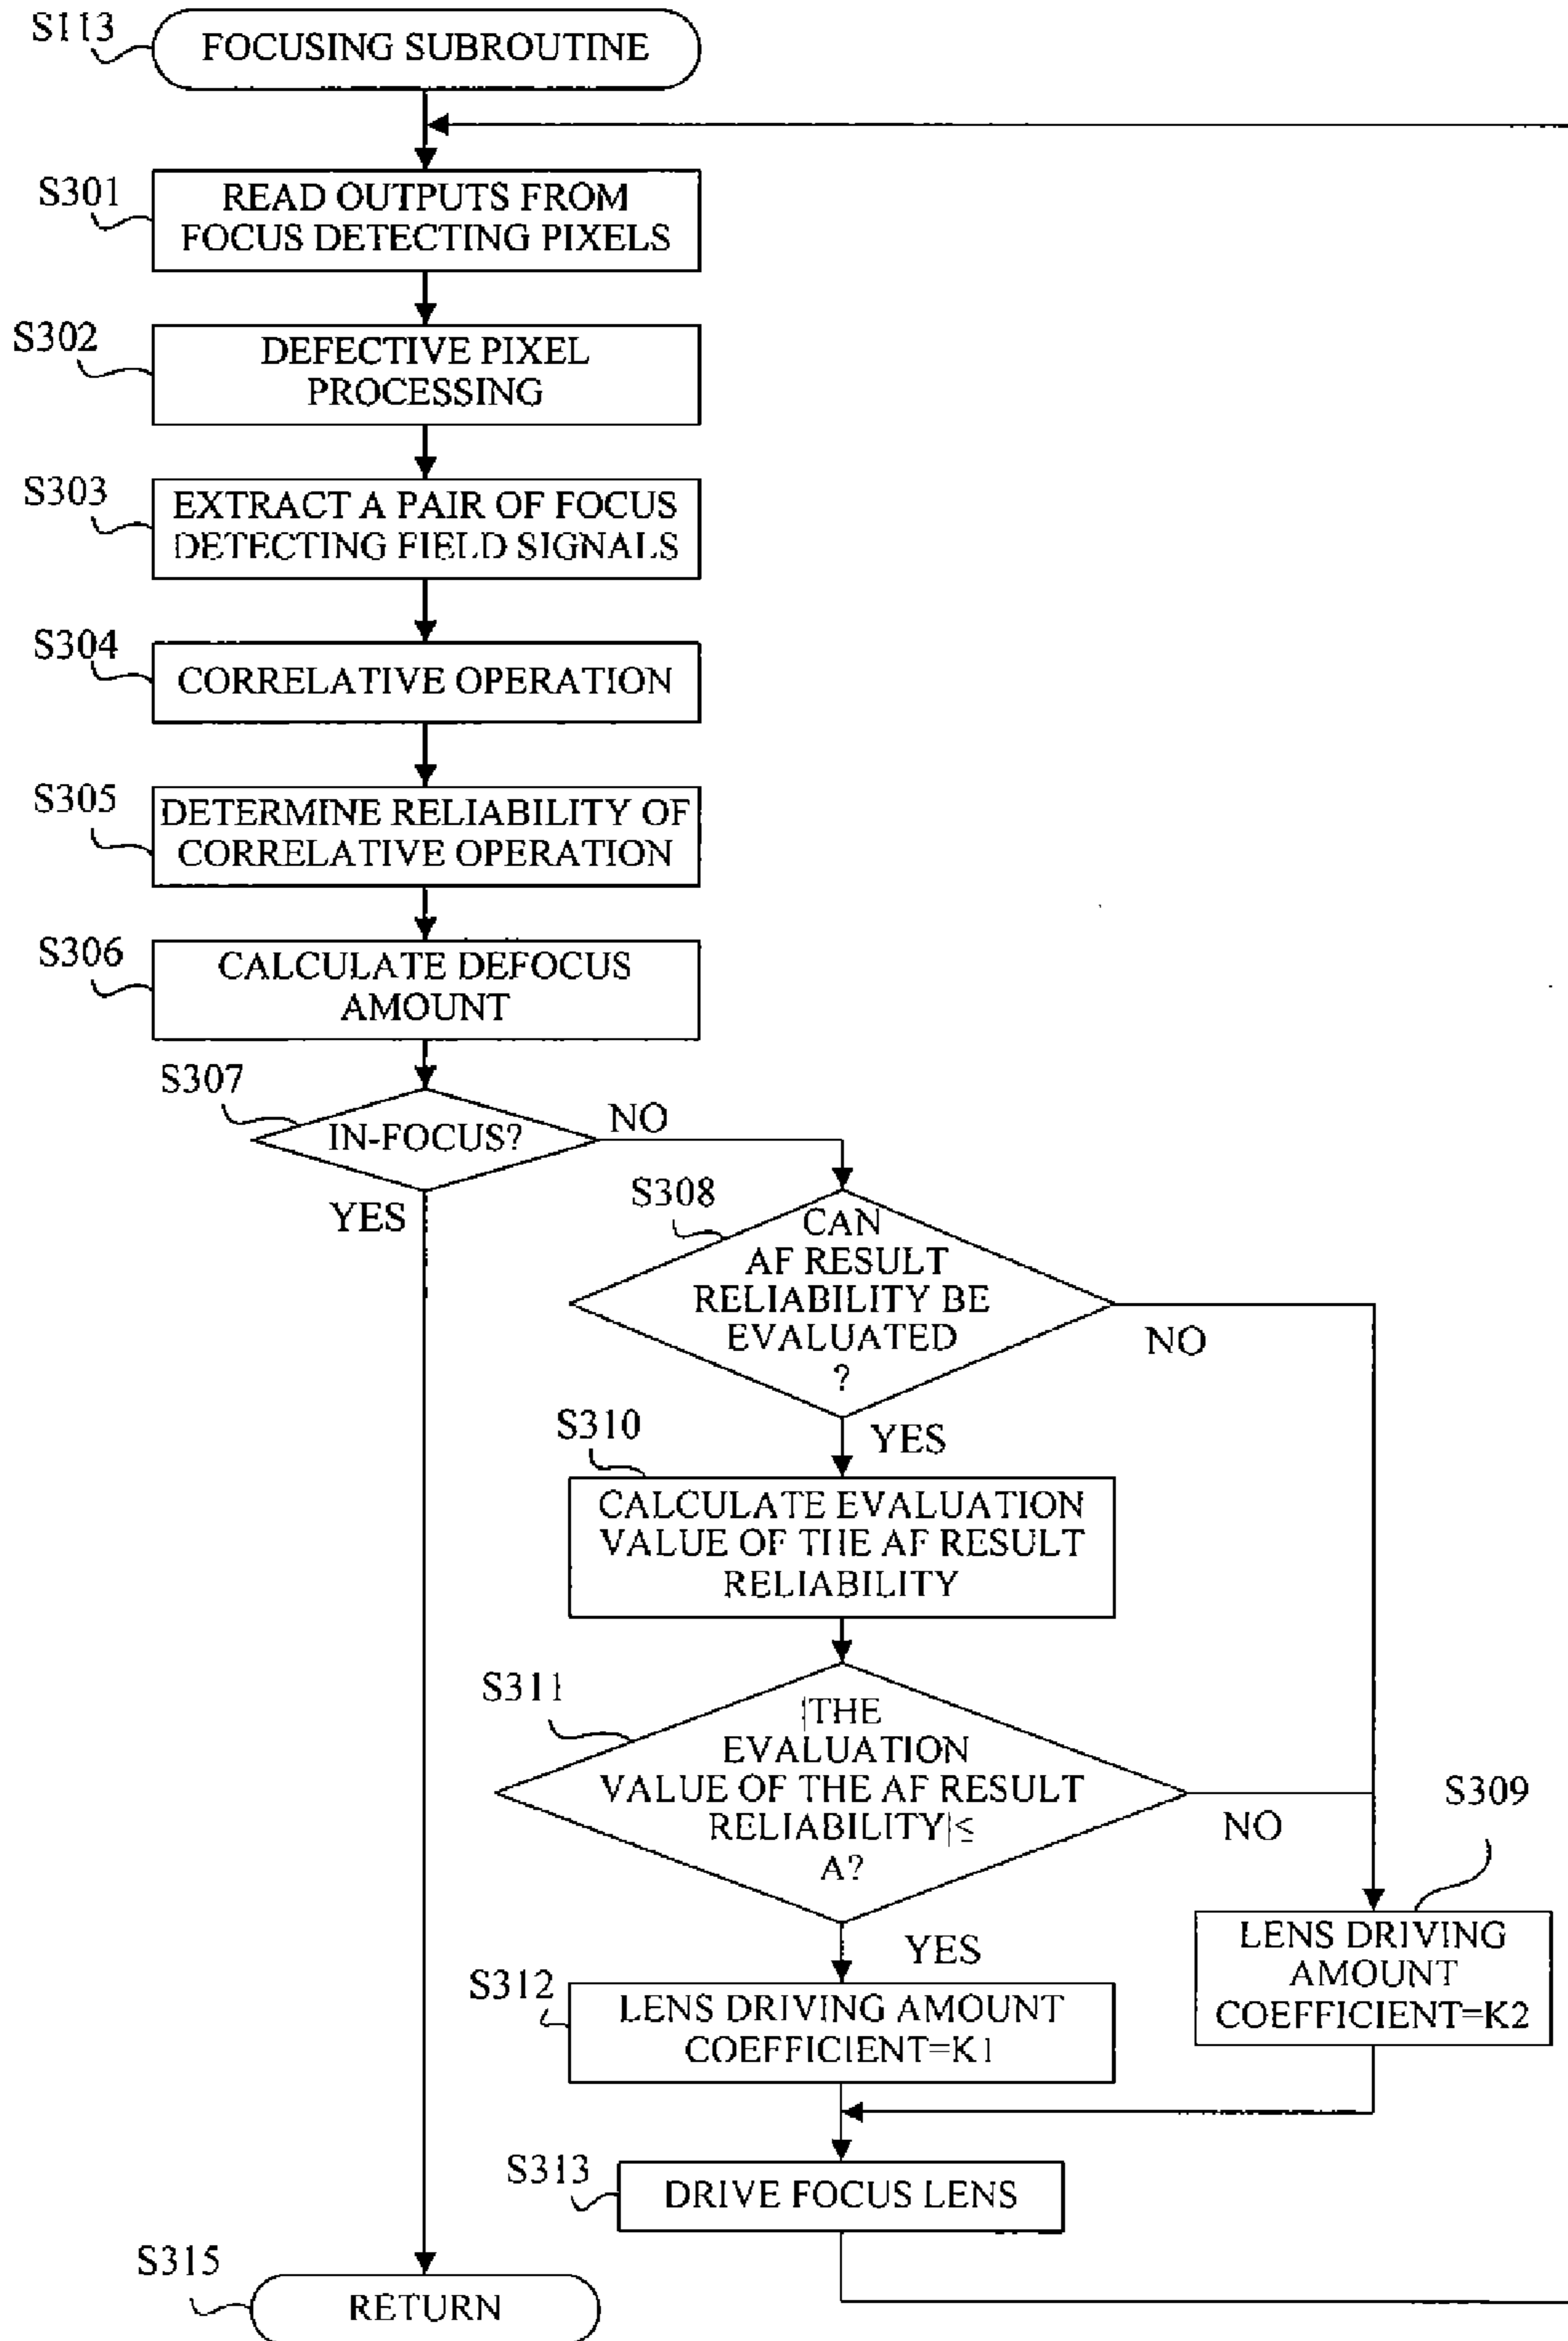 S113
FOCUSING SUBROUTINE
S301
READ OUTPUTS FROM
FOCUS DETECTING PIXELS
S302
DEFECTIVE PIXEL
PROCESSING
S303
EXTRACT A PAIR OF FOCUS
DETECTING FIELD SIGNALS
S304
CORRELATIVE OPERATION
S305
DETERMINE RELIABILITY OF
CORRELATIVE OPERATION
S306
CALCULATE DEFOCUS
AMOUNT
S307
IN-FOCUS?
NO
YES
S308
CAN
AF RESULT
RELIABILITY BE
EVALUATED
?
NO
YES
S310
CALCULATE EVALUATION
VALUE OF THE AF RESULT
RELIABILITY
S311
|THE
EVALUATION
VALUE OF THE AF RESULT
RELIABILITY|≤
A?
NO
YES
S309
LENS DRIVING
AMOUNT
COEFFICIENT=K2
S312
LENS DRIVING AMOUNT
COEFFICIENT=K1
S313
DRIVE FOCUS LENS
S315
RETURN